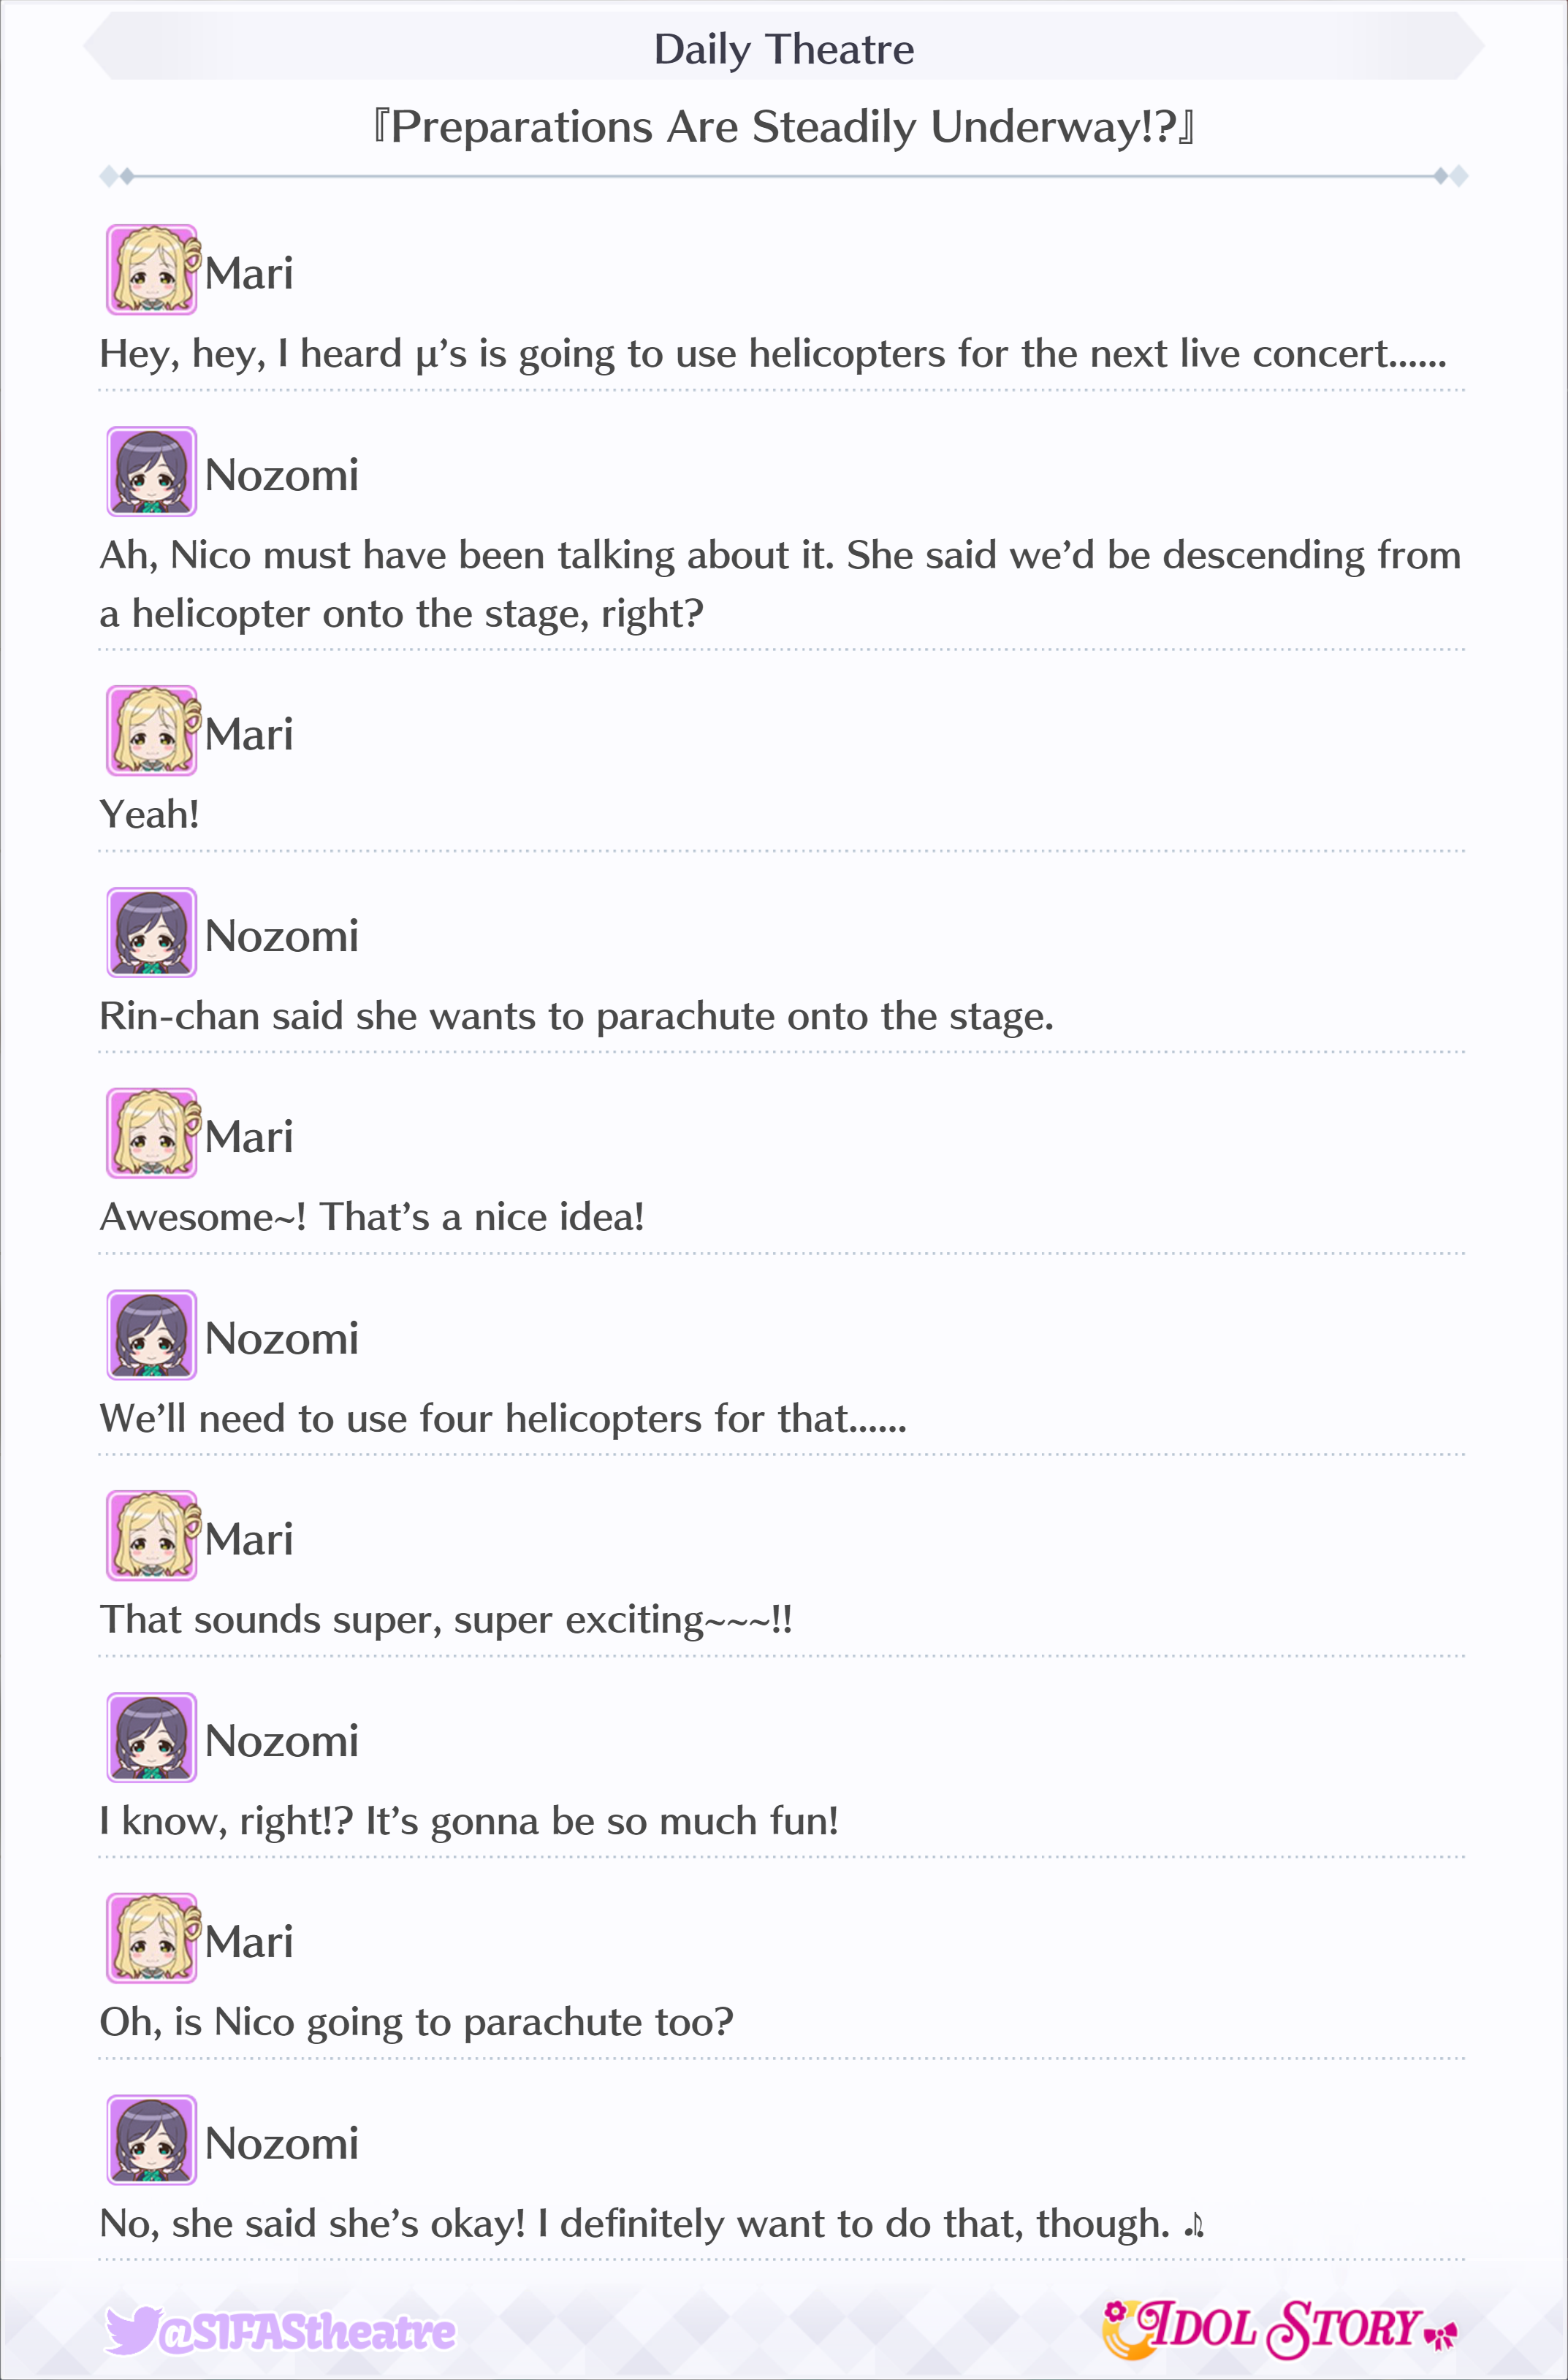 Daily Theatre
『Preparations Are Steadily Underway!?』
Mari
Hey, hey, I heard μ’s is going to use helicopters for the next live concert......
Nozomi
Ah, Nico must have been talking about it. She said we’d be descending from
a helicopter onto the stage, right?
Mari
Yeah!
Nozomi
Rin-chan said she wants to parachute onto the stage.
Mari
Awesome~! That’s a nice idea!
Nozomi
We’ll need to use four helicopters for that......
Mari
That sounds super, super exciting~~~!!
Nozomi
I know, right!? It’s gonna be so much fun!
Mari
Oh, is Nico going to parachute too?
Nozomi
No, she said she’s okay! I definitely want to do that, though. ♪
@SIFAStheatre
IDOL STORY